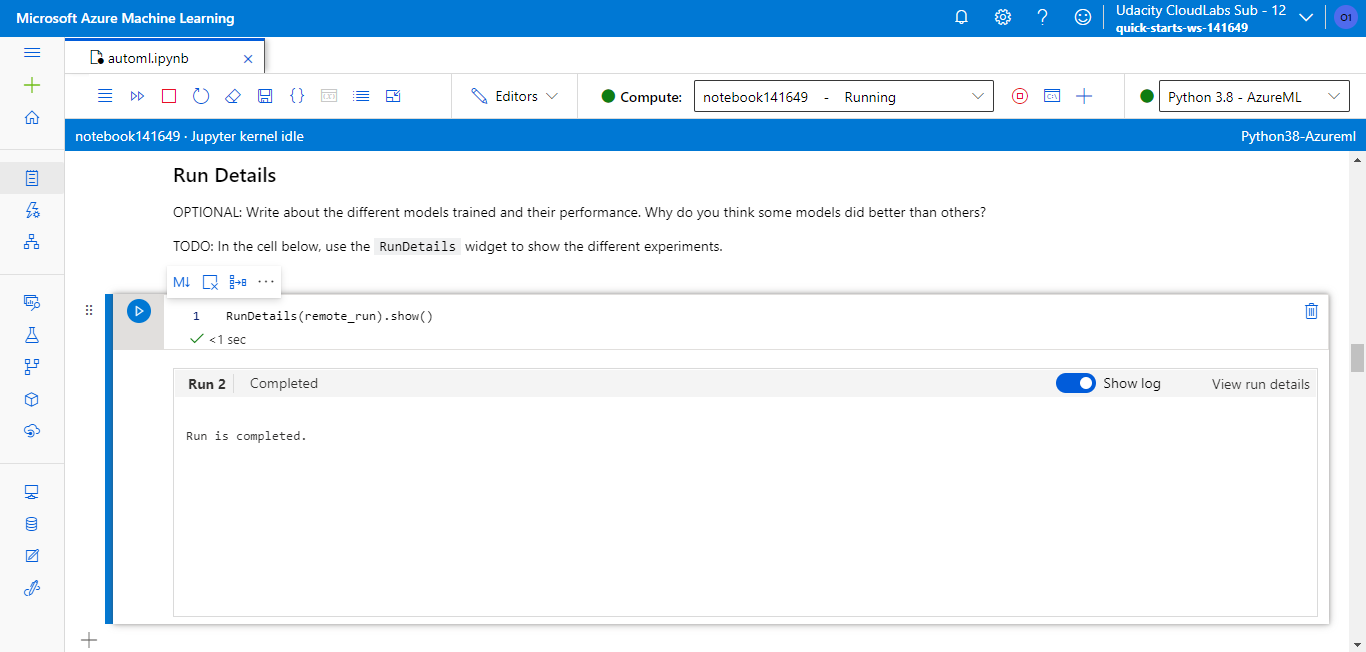 Microsoft Azure Machine Learning
Udacity CloudLabs Sub - 12
quick-starts-ws-141649
O1
automl.ipynb
Editors
Compute:
notebook141649 - Running
Python 3.8 - AzureML
notebook141649 · Jupyter kernel idle
Python38-Azureml
Run Details
OPTIONAL: Write about the different models trained and their performance. Why do you think some models did better than others?
TODO: In the cell below, use the RunDetails widget to show the different experiments.
M↓
1 RunDetails(remote_run).show()
<1 sec
Run 2
Completed
Show log
View run details
Run is completed.